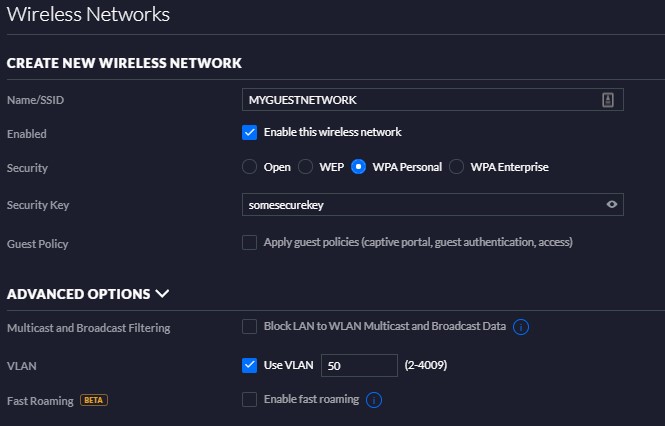 Wireless Networks
CREATE NEW WIRELESS NETWORK
Name/SSID MYGUESTNETWORK
Enabled Enable this wireless network
Security Open WEP WPA Personal WPA Enterprise
Security Key somesecurekey
Guest Policy Apply guest policies (captive portal, guest authentication, access)
ADVANCED OPTIONS
Multicast and Broadcast Filtering Block LAN to WLAN Multicast and Broadcast Data i
VLAN Use VLAN 50 (2-4009)
Fast Roaming BETA Enable fast roaming i